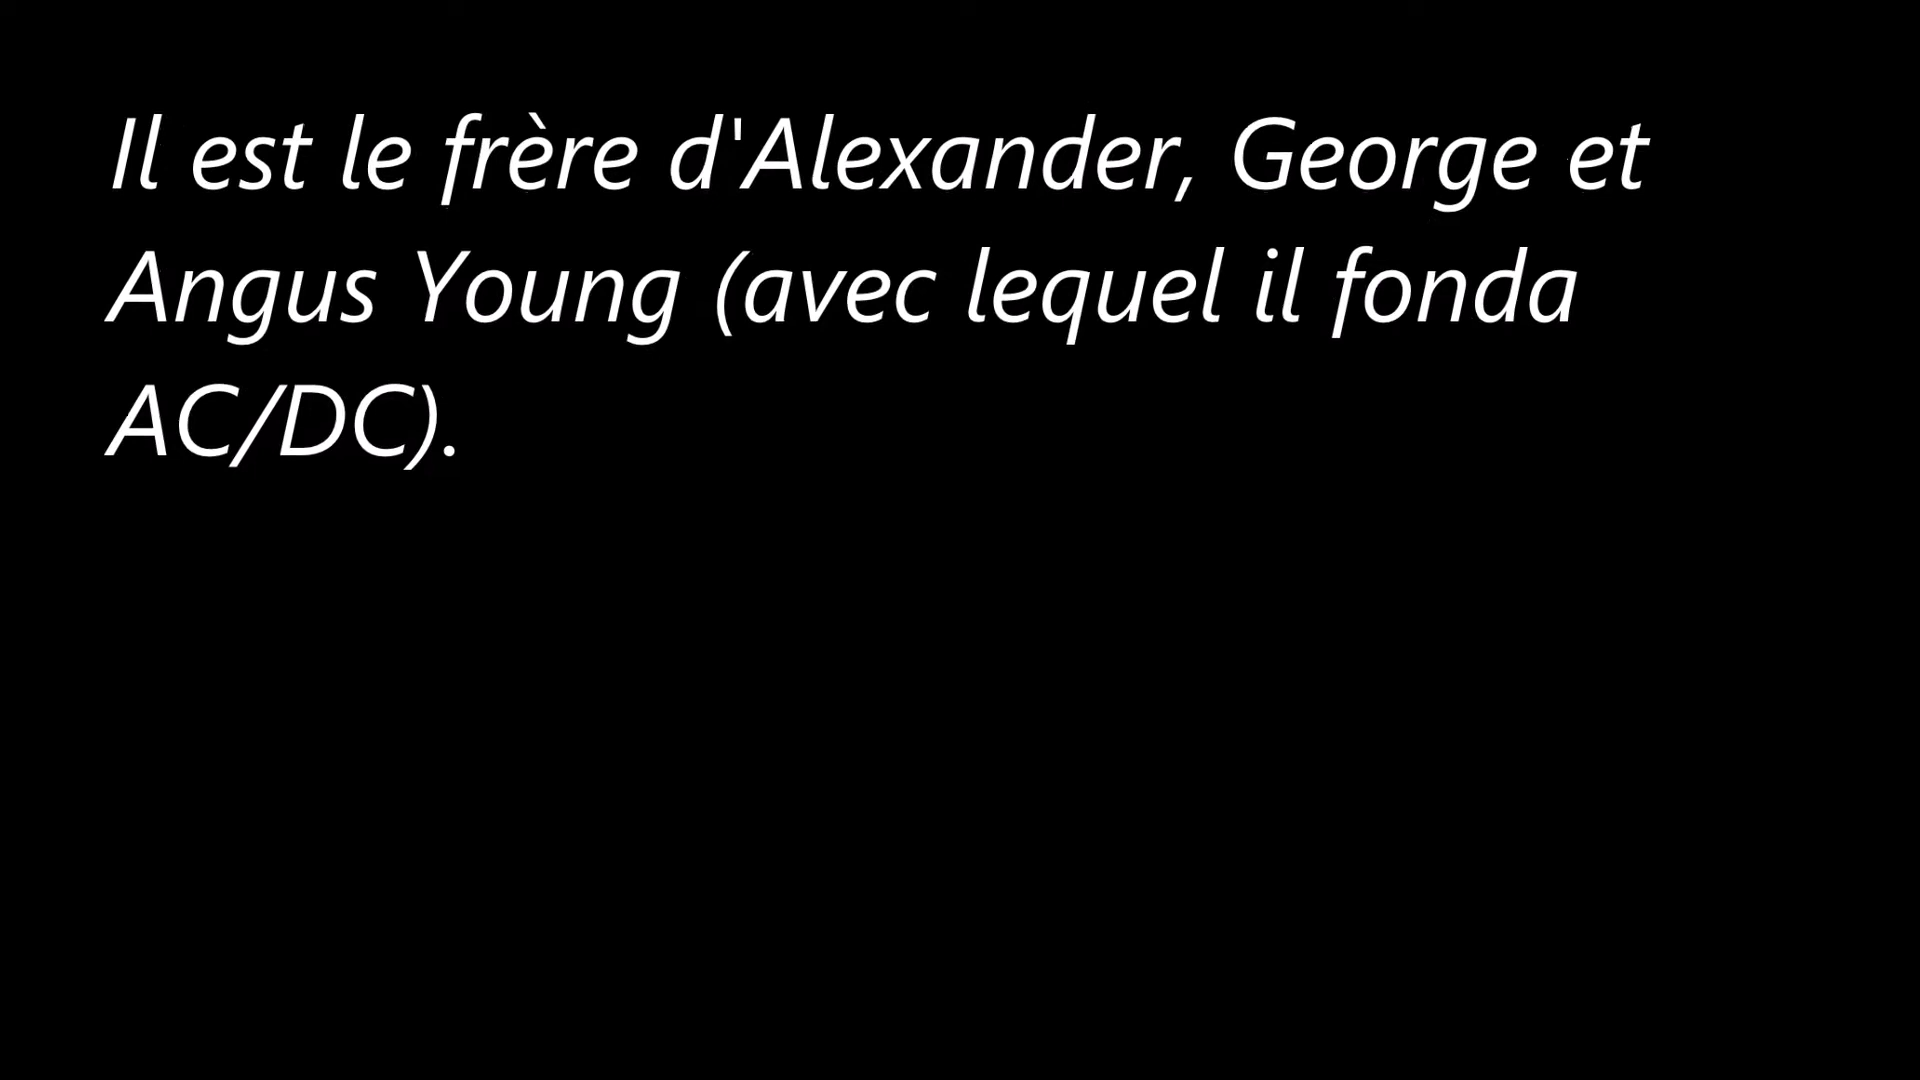 Il est le frère d'Alexander, George et
Angus Young (avec lequel il fonda
AC/DC).